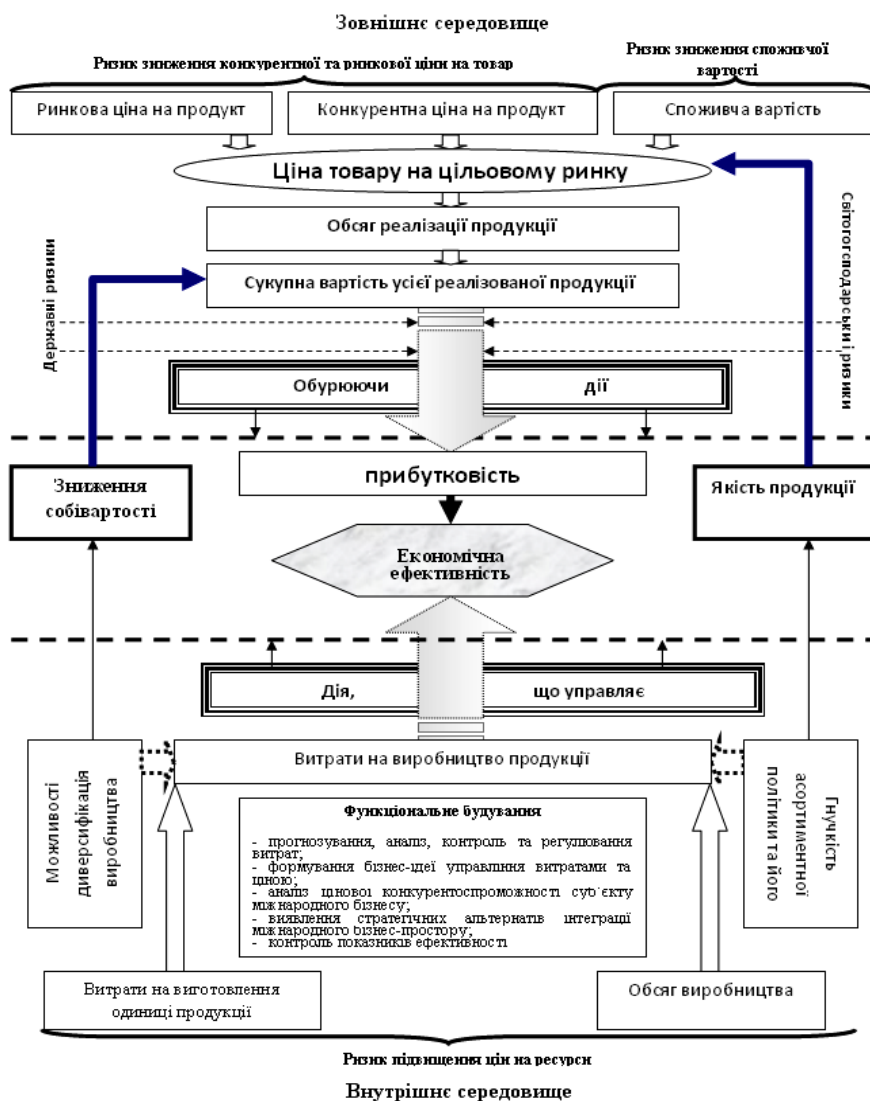 Зовнішнє середовище
Ризик зниження конкурентної та ринкової ціни на товар
Ризик зниження споживчої
вартості
Ринкова ціна на продукт
Конкурентна ціна на продукт
Споживча вартість
Ціна товару на цільовому ринку
Обсяг реалізації продукції
Сукупна вартість усієї реалізованої продукції
Державні ризики
Світогогсподарськи і ризики
Обурюючи дії
прибутковість
Зниження
собівартості
Якість продукції
Економічна
ефективність
Дія, що управляє
Витрати на виробництво продукції
Можливості
диверсифікація
виробництва
Гнучкість
асортиментної
політики та його
Функціональне будування
- прогнозування, аналіз, контроль та регулювання
витрат;
- формування бізнес-ідеї управління витратами та
ціною;
- аналіз цінової конкурентоспроможності суб'єкту
міжнародного бізнесу;
- виявлення стратегічних альтернатів інтеграції
міжнародного бізнес-простору;
- контроль показників ефективності
Витрати на виготовлення
одиниці продукції
Обсяг виробництва
Ризик підвищення цін на ресурси
Внутрішнє середовище